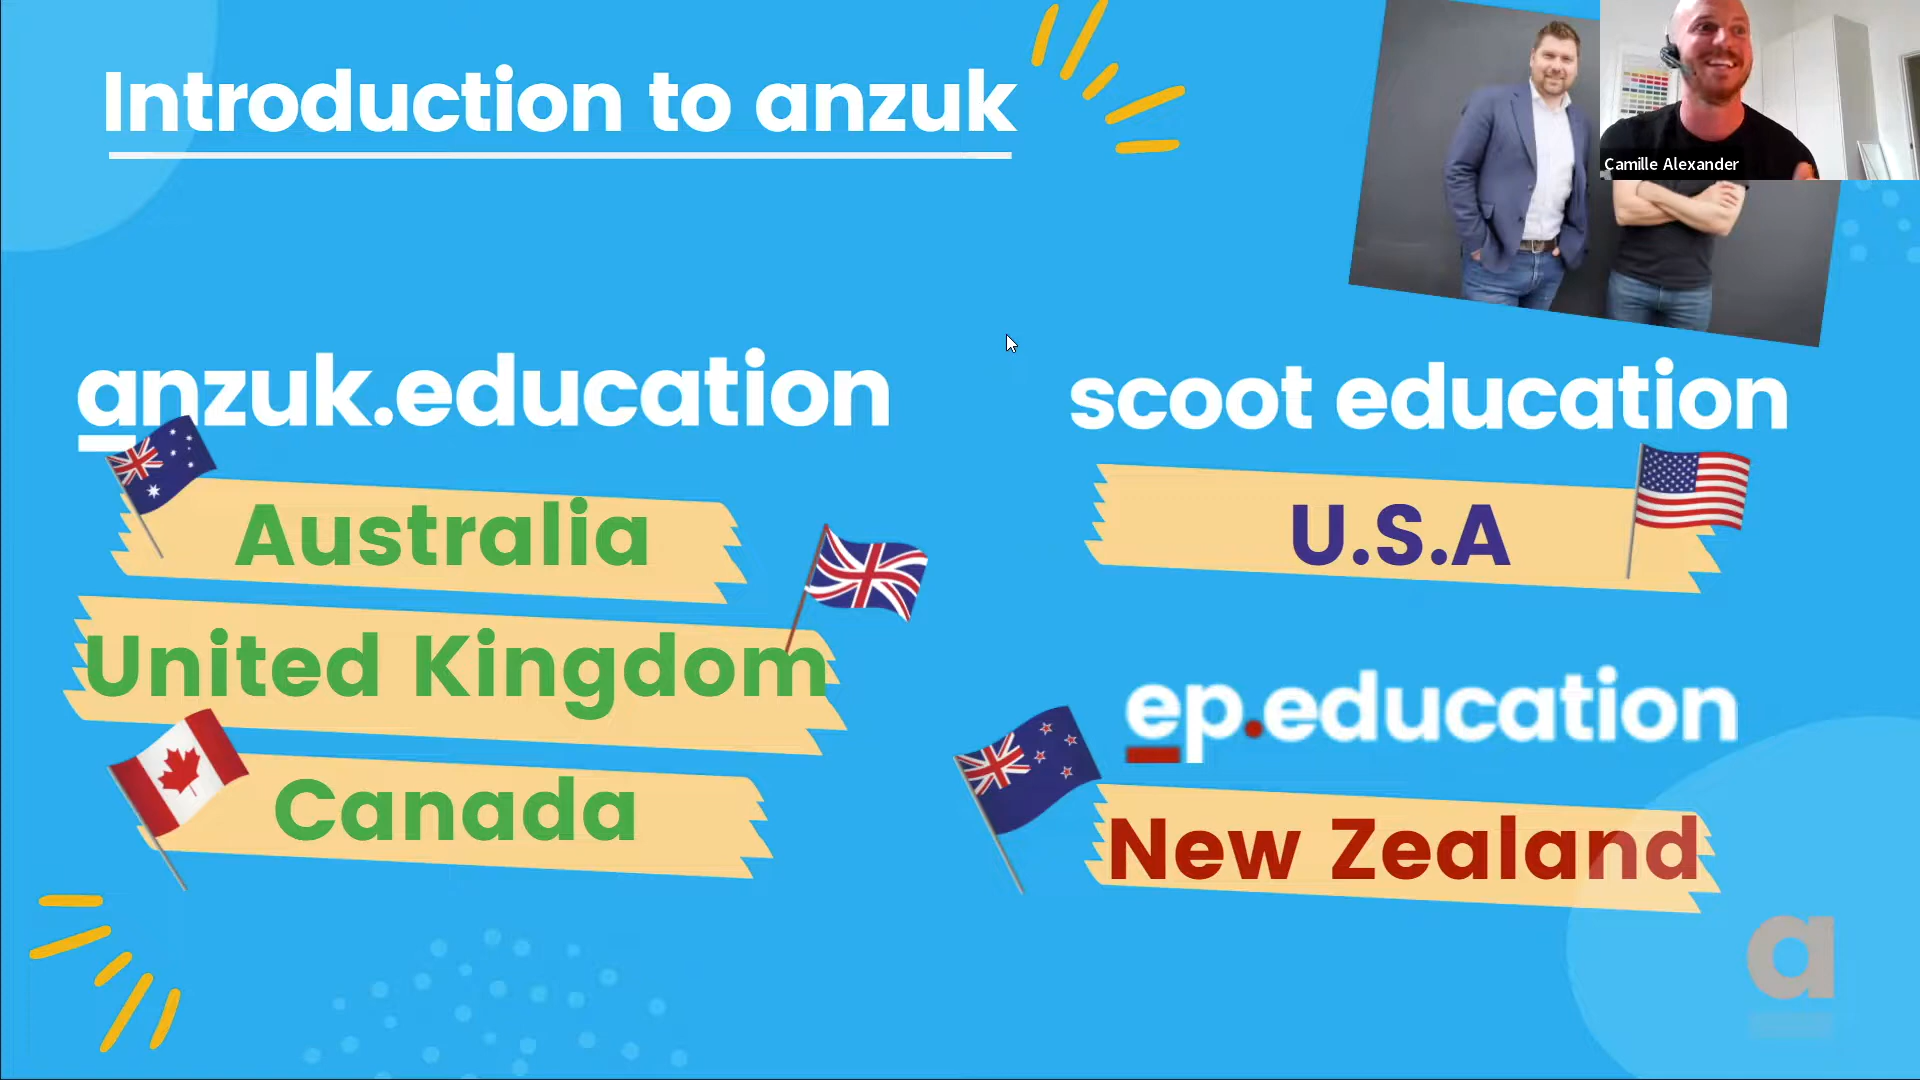 Introduction to anzuk
Camille Alexander
anzuk.education
Australia
United Kingdom
Canada
scoot education
U.S.A
ep.education
New Zealand
a